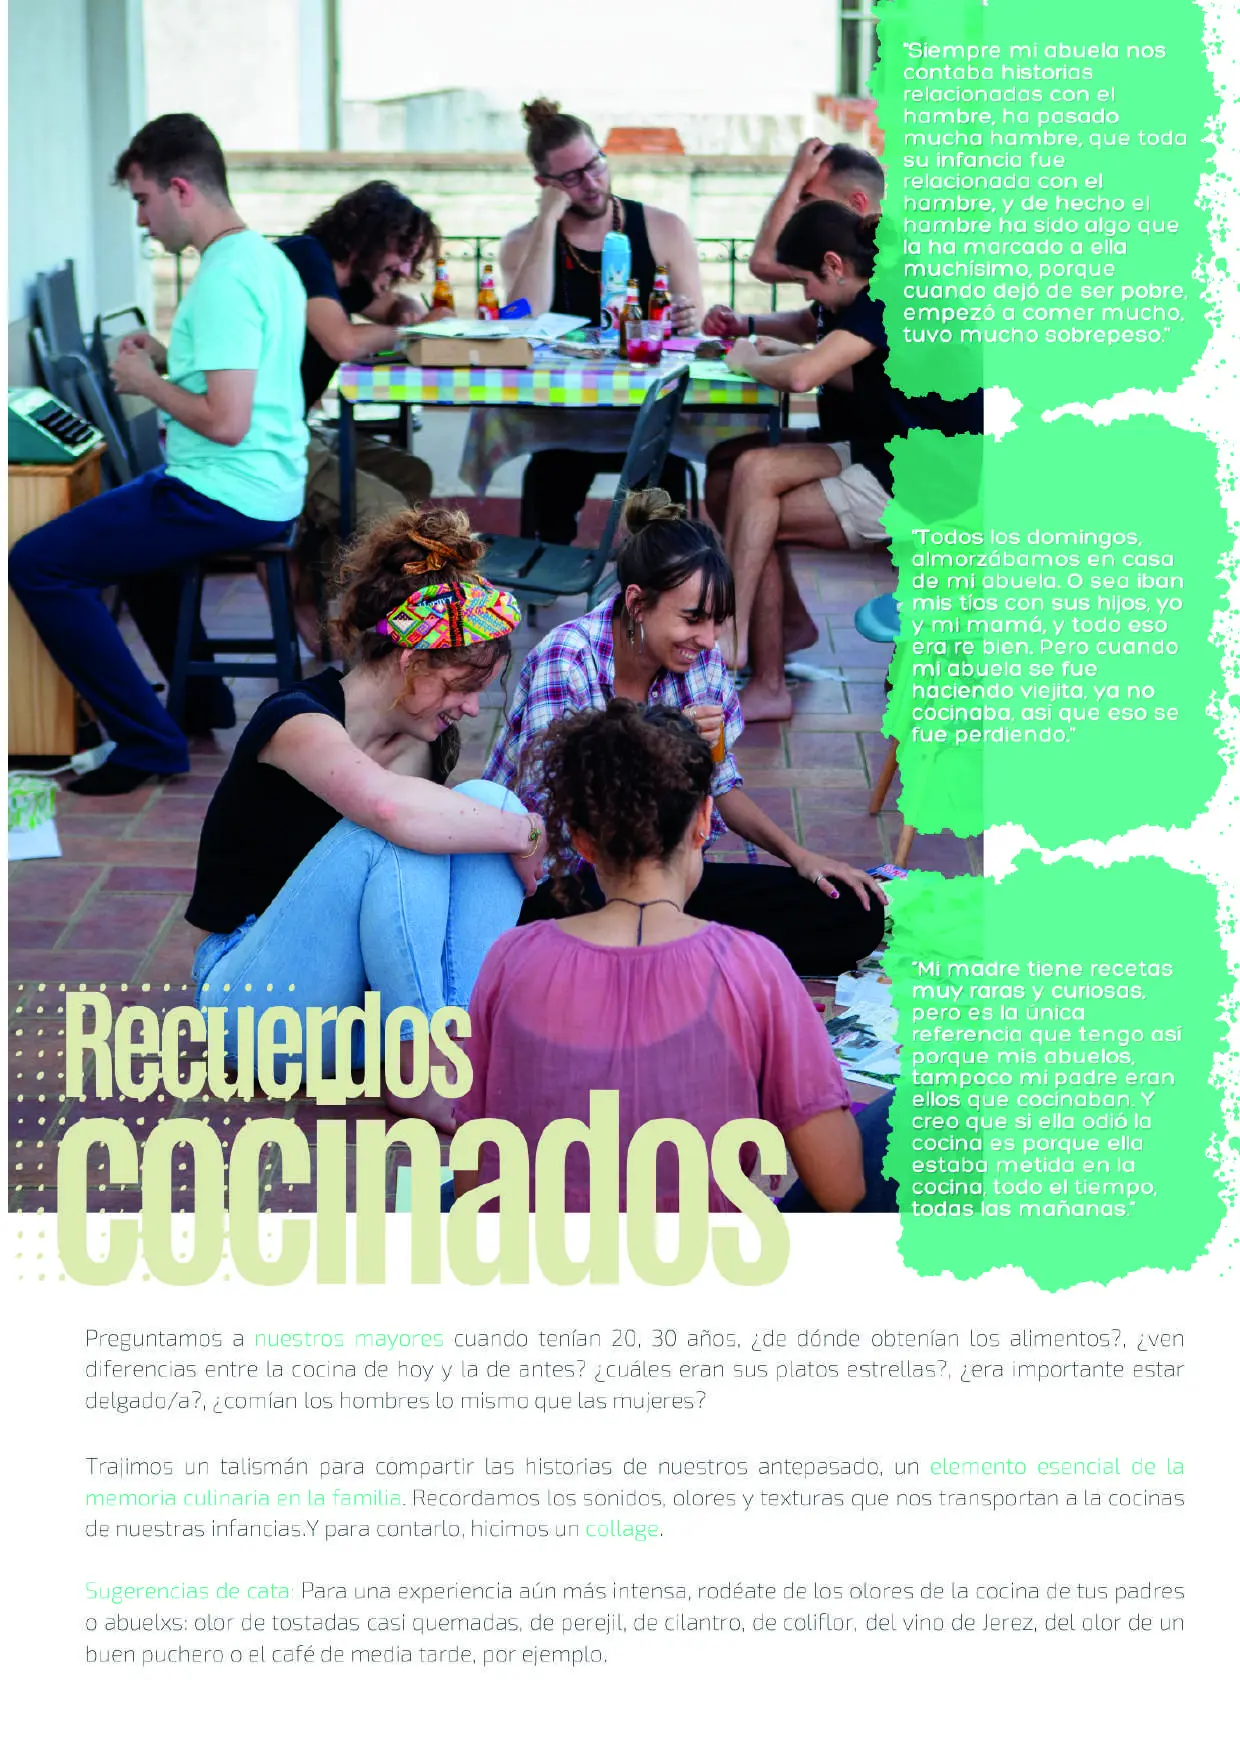 "Siempre mi abuela nos
contaba historias
relacionadas con el
hambre, ha pasado
mucha hambre, que toda
su infancia fue
relacionada con el
hambre, y de hecho el
hambre ha sido algo que
la ha marcado a ella
muchísimo, porque
cuando dejó de ser pobre,
empezó a comer mucho,
tuvo mucho sobrepeso."
"Todos los domingos,
almorzábamos en casa
de mi abuela. O sea iban
mis tíos con sus hijos, yo
y mi mamá, y todo eso
era re bien. Pero cuando
mi abuela se fue
haciendo viejita, ya no
cocinaba, asi que eso se
fue perdiendo."
"Mi madre tiene recetas
muy raras y curiosas,
pero es la única
referencia que tengo así
porque mis abuelos,
tampoco mi padre eran
ellos que cocinaban. Y
creo que si ella odió la
cocina es porque ella
estaba metida en la
cocina, todo el tiempo,
todas las mañanas."
Recuerdos
cocinados
Preguntamos a nuestros mayores cuando tenían 20, 30 años, ¿de dónde obtenían los alimentos?, ¿ven
diferencias entre la cocina de hoy y la de antes? ¿cuáles eran sus platos estrellas?, ¿era importante estar
delgado/a?, ¿comían los hombres lo mismo que las mujeres?
Trajimos un talismán para compartir las historias de nuestros antepasado, un elemento esencial de la
memoria culinaria en la familia. Recordamos los sonidos, olores y texturas que nos transportan a la cocinas
de nuestras infancias.Y para contarlo, hicimos un collage.
Sugerencias de cata: Para una experiencia aún más intensa, rodéate de los olores de la cocina de tus padres
o abuelxs: olor de tostadas casi quemadas, de perejil, de cilantro, de coliflor, del vino de Jerez, del olor de un
buen puchero o el café de media tarde, por ejemplo.